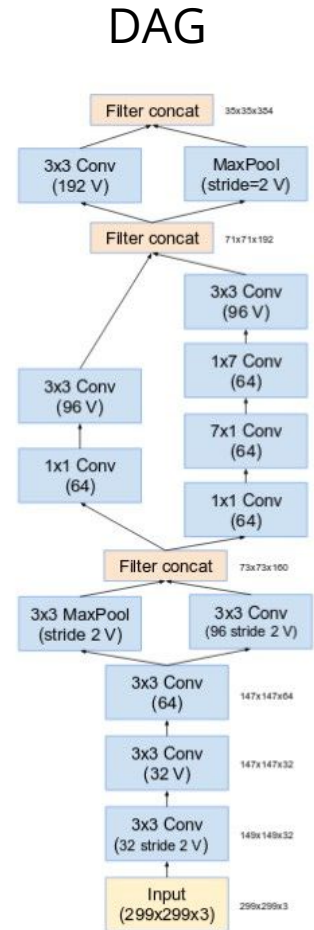 DAG
Filter concat
35x35x384
3x3 Conv
(192 V)
MaxPool
(stride=2 V)
Filter concat
71x71x192
3x3 Conv
(96 V)
1x7 Conv
(64)
3x3 Conv
(96 V)
7x1 Conv
(64)
1x1 Conv
(64)
1x1 Conv
(64)
Filter concat
73x73x160
3x3 MaxPool
(stride 2 V)
3x3 Conv
(96 stride 2 V)
3x3 Conv
(64)
147x147x64
3x3 Conv
(32 V)
147x147x32
3x3 Conv
(32 stride 2 V)
149x149x32
Input
(299x299x3)
299x299x3